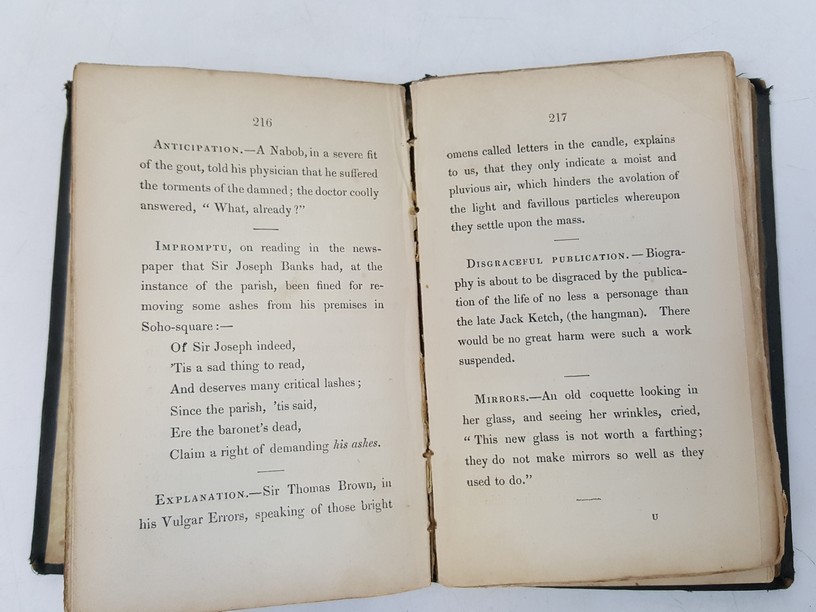 216
ANTICIPATION.—A Nabob, in a severe fit
of the gout, told his physician that he suffered
the torments of the damned; the doctor coolly
answered, “ What, already?”
IMPROMPTU, on reading in the news-
paper that Sir Joseph Banks had, at the
instance of the parish, been fined for re-
moving some ashes from his premises in
Soho-square:—
Of Sir Joseph indeed,
’Tis a sad thing to read,
And deserves many critical lashes;
Since the parish, ’tis said,
Ere the baronet’s dead,
Claim a right of demanding his ashes.
EXPLANATION.—Sir Thomas Brown, in
his Vulgar Errors, speaking of those bright
217
omens called letters in the candle, explains
to us, that they only indicate a moist and
pluvious air, which hinders the avolation of
the light and favillous particles whereupon
they settle upon the mass.
DISGRACEFUL PUBLICATION.—Biogra-
phy is about to be disgraced by the publica-
tion of the life of no less a personage than
the late Jack Ketch, (the hangman). There
would be no great harm were such a work
suspended.
MIRRORS.—An old coquette looking in
her glass, and seeing her wrinkles, cried,
“ This new glass is not worth a farthing;
they do not make mirrors so well as they
used to do.”
U